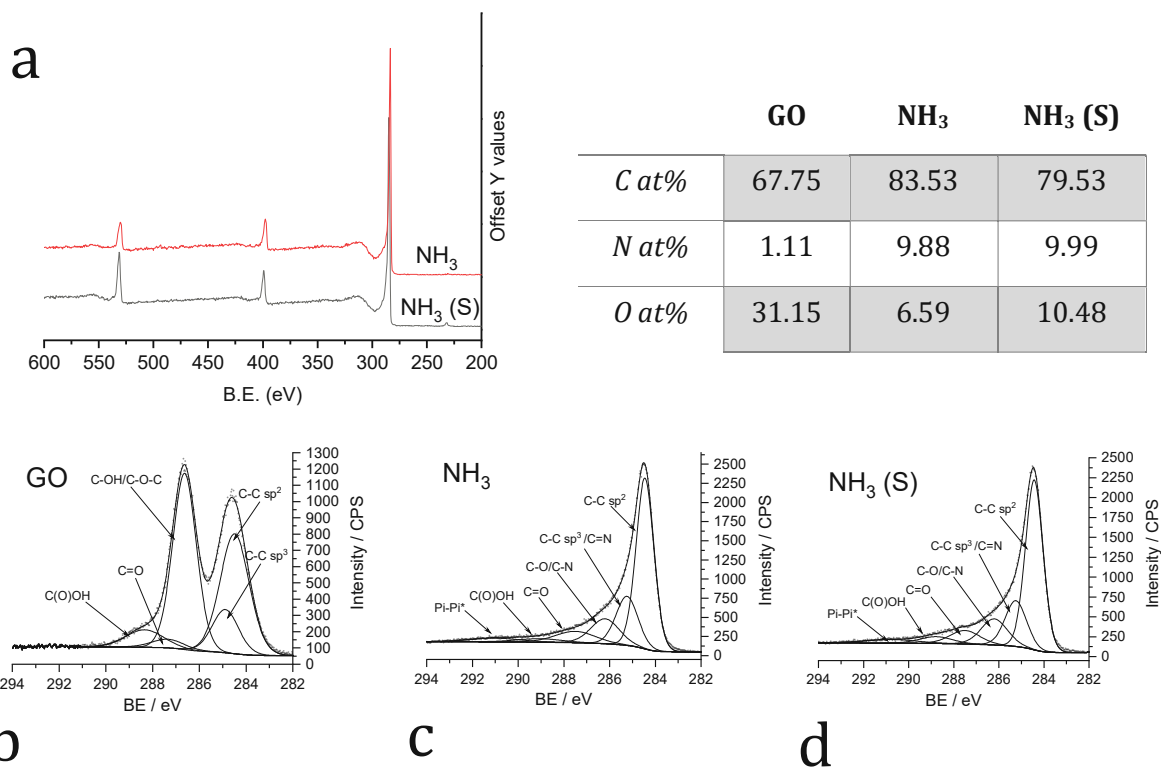 a
NH₃
NH₃ (S)
Offset Y values
600 550 500 450 400 350 300 250 200
B.E. (eV)
GO NH₃ NH₃ (S)
C at% 67.75 83.53 79.53
N at% 1.11 9.88 9.99
O at% 31.15 6.59 10.48
GO
C-OH/C-O-C
C-C sp²
C-C sp³
C=O
C(O)OH
1300
1200
1100
1000
900
800
700
600
500
400
300
200
100
0
Intensity / CPS
294 292 290 288 286 284 282
BE / eV
b
NH₃
C-C sp²
C-C sp³/C=N
C-O/C-N
C=O
C(O)OH
Pi-Pi*
2500
2250
2000
1750
1500
1250
1000
750
500
250
0
Intensity / CPS
294 292 290 288 286 284 282
BE / eV
c
NH₃ (S)
C-C sp²
C-C sp³/C=N
C-O/C-N
C=O
C(O)OH
Pi-Pi*
2500
2250
2000
1750
1500
1250
1000
750
500
250
0
Intensity / CPS
294 292 290 288 286 284 282
BE / eV
d